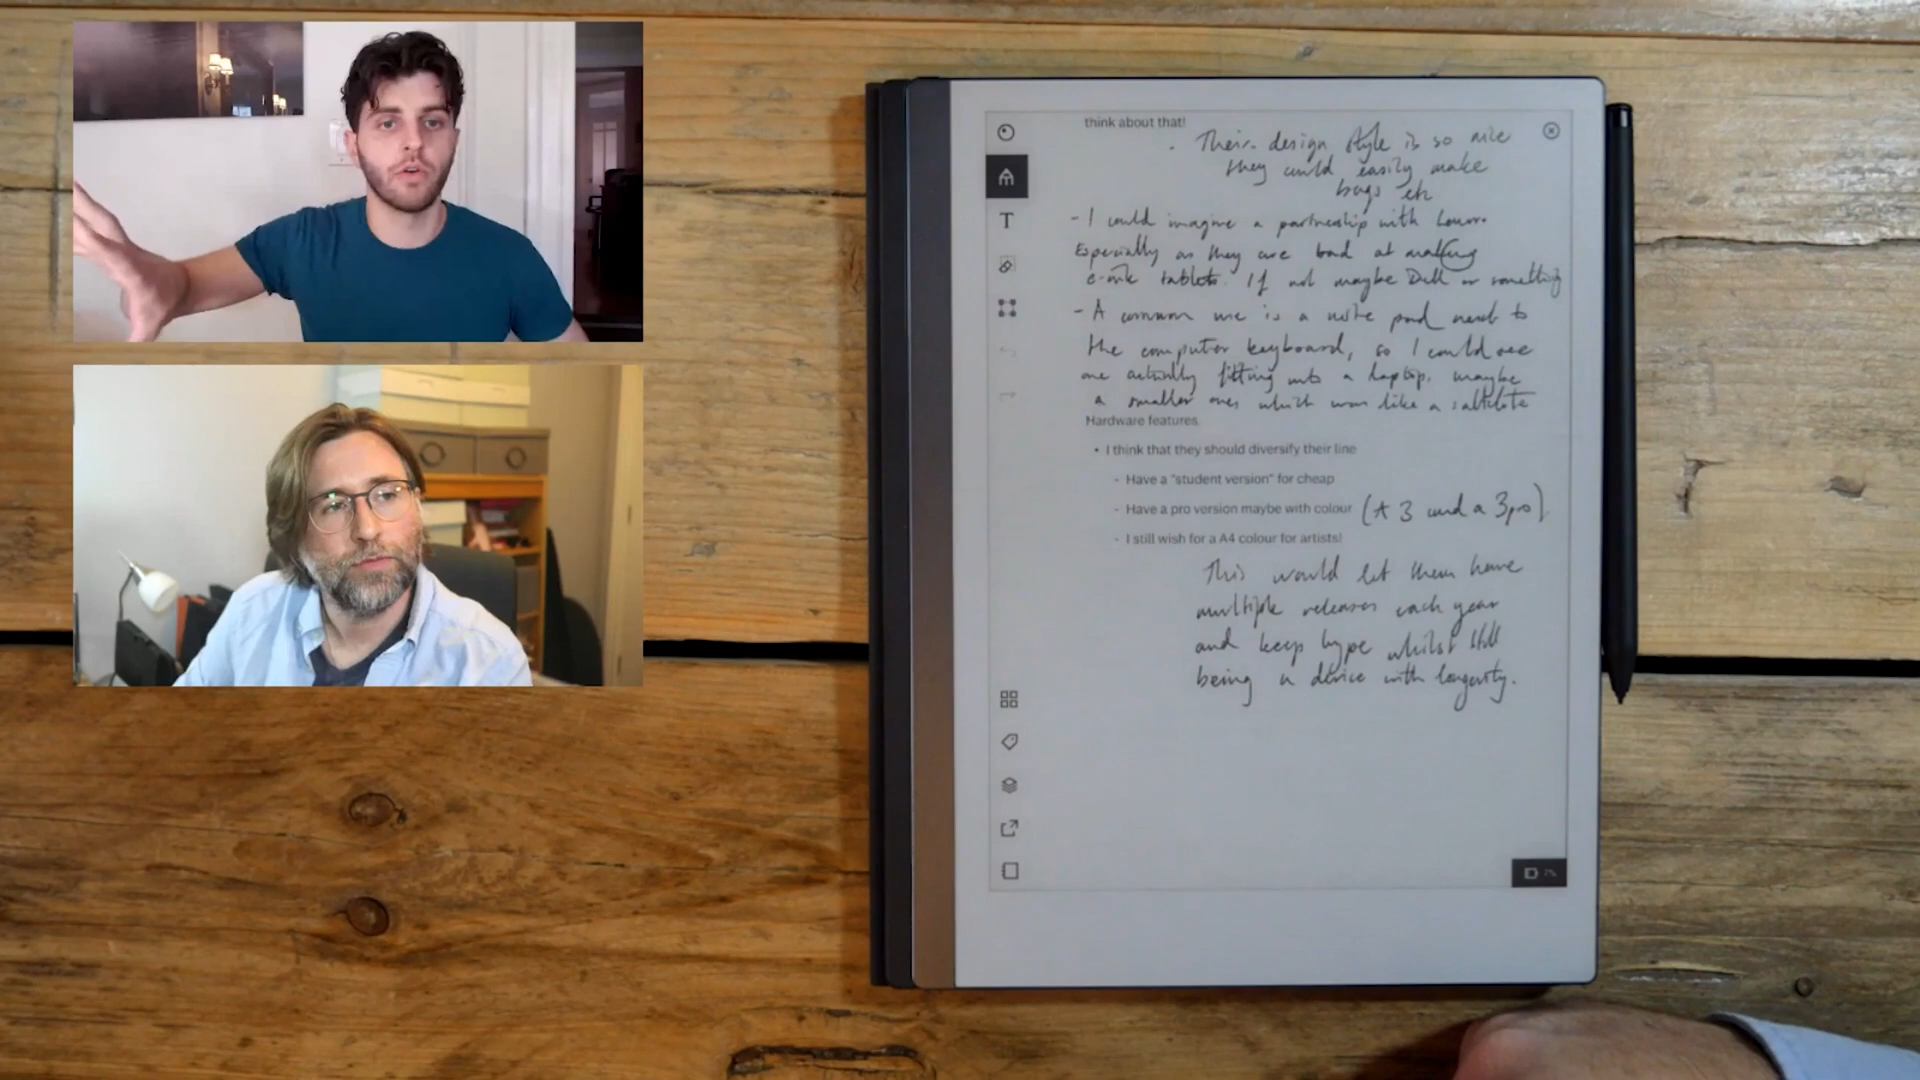 think about that!
. Their design style is so nice
they could easily make
bags etc
- I could imagine a partnership with Lenovo
Especially as they are bad at making
e-ink tablets. If not maybe Dell or something
- A common use is a note pad next to
the computer keyboard, so I could see
one actually fitting into a laptop. maybe
a smaller ones which was like a
Hardware features
• I think that they should diversify their line
- Have a "student version" for cheap
- Have a pro version maybe with colour (A 3 and a 3pro)
- I still wish for a A4 colour for artists!
This would let them have
multiple releases each year
and keep hype whilst still
being a device with longevity.
T